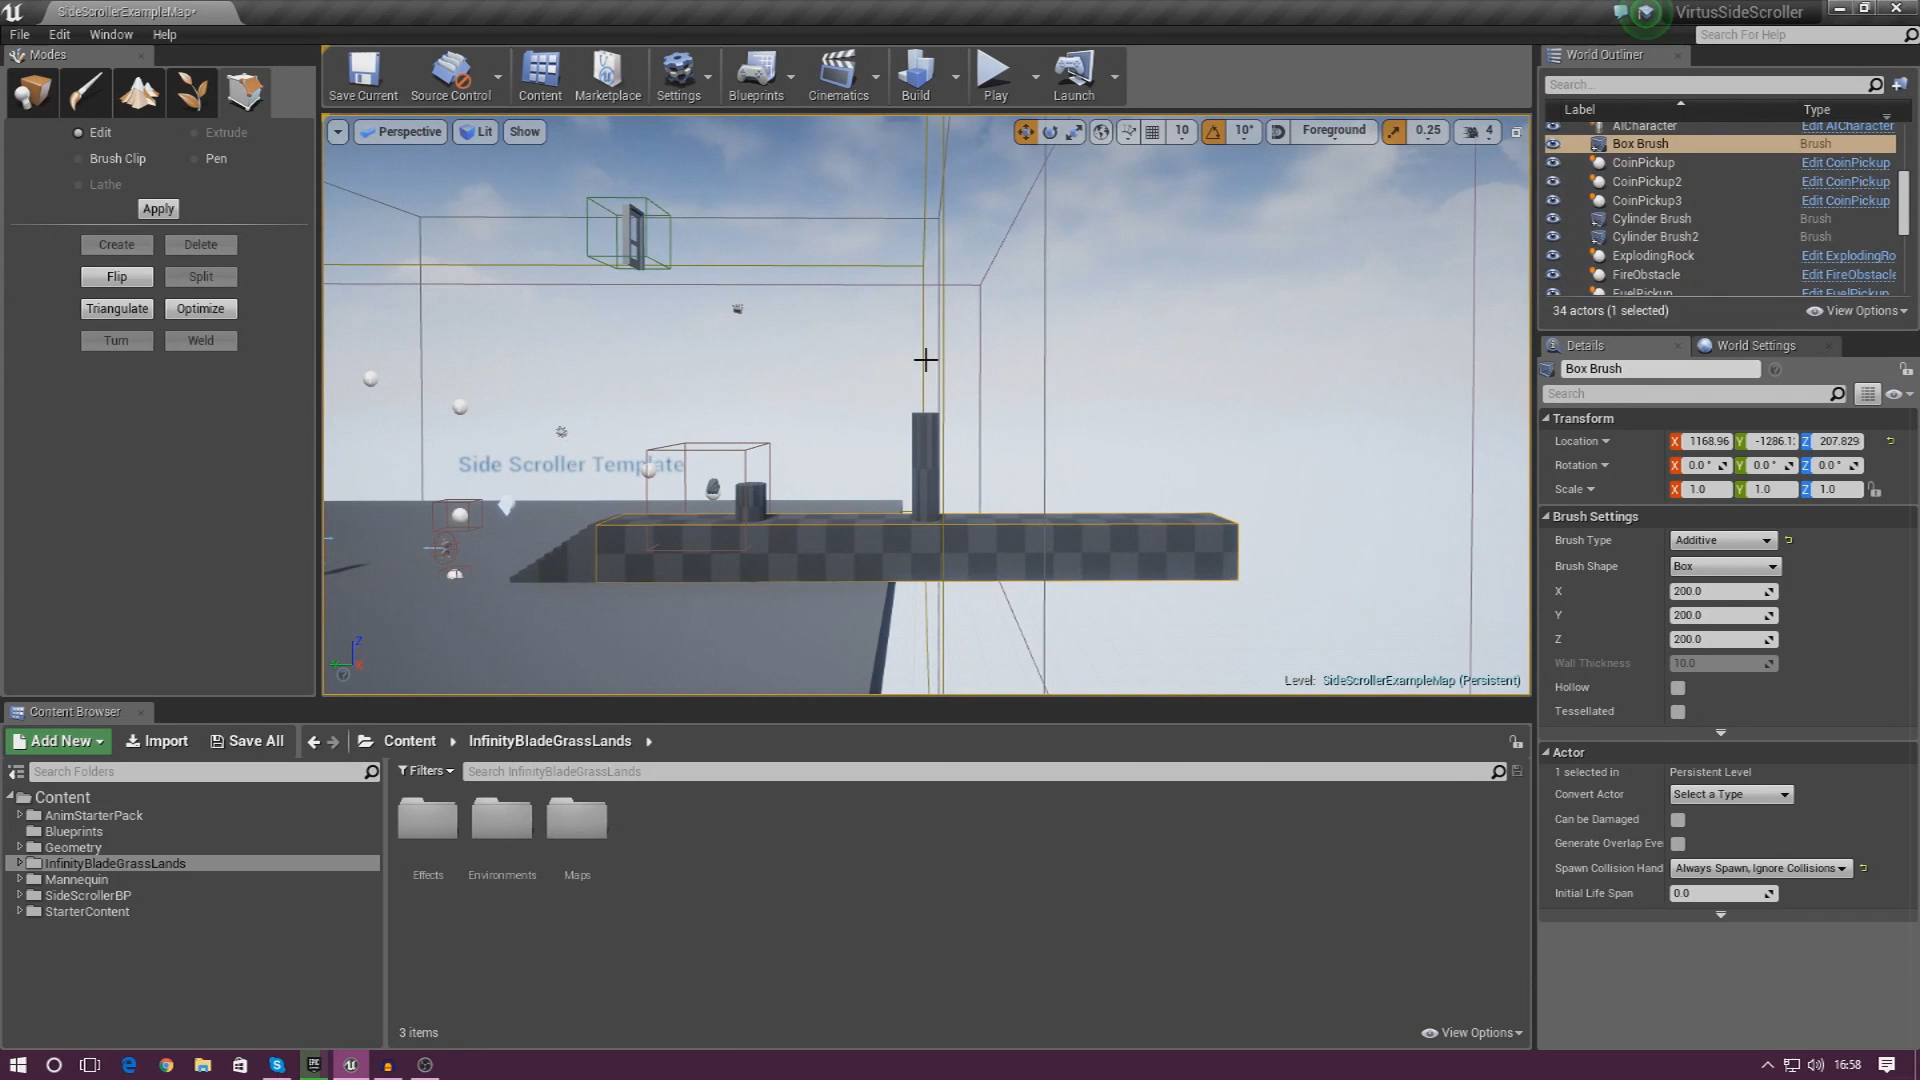 SideScrollerExampleMap*
VirtusSideScroller
File Edit Window Help
Search For Help
Modes
Save Current
Source Control
Content
Marketplace
Settings
Blueprints
Cinematics
Build
Play
Launch
World Outliner
Search...
Label Type
AICharacter Edit AICharacter
Box Brush Brush
CoinPickup Edit CoinPickup
CoinPickup2 Edit CoinPickup
CoinPickup3 Edit CoinPickup
Cylinder Brush Brush
Cylinder Brush2 Brush
ExplodingRock Edit ExplodingRo
FireObstacle Edit FireObstacle
FuelPickup Edit FuelPickup
34 actors (1 selected) View Options
Edit Extrude
Brush Clip Pen
Lathe
Apply
Create Delete
Flip Split
Triangulate Optimize
Turn Weld
Perspective Lit Show
10 10° Foreground 0.25 4
Side Scroller Template
Z
Level: SideScrollerExampleMap (Persistent)
Details World Settings
Box Brush
Search
Transform
Location X 1168.96 Y -1286.1 Z 207.829
Rotation X 0.0 ° Y 0.0 ° Z 0.0 °
Scale X 1.0 Y 1.0 Z 1.0
Brush Settings
Brush Type Additive
Brush Shape Box
X 200.0
Y 200.0
Z 200.0
Wall Thickness 10.0
Hollow
Tessellated
Actor
1 selected in Persistent Level
Convert Actor Select a Type
Can be Damaged
Generate Overlap Eve
Spawn Collision Hand Always Spawn, Ignore Collisions
Initial Life Span 0.0
Content Browser
Add New Import Save All Content InfinityBladeGrassLands
Search Folders
Filters Search InfinityBladeGrassLands
Content
AnimStarterPack
Blueprints
Geometry
InfinityBladeGrassLands
Mannequin
SideScrollerBP
StarterContent
Effects Environments Maps
3 items View Options
EPIC
16:58